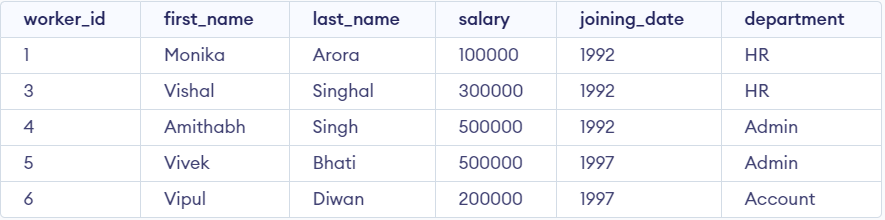 worker_id first_name last_name salary joining_date department
1 Monika Arora 100000 1992 HR
3 Vishal Singhal 300000 1992 HR
4 Amithabh Singh 500000 1992 Admin
5 Vivek Bhati 500000 1997 Admin
6 Vipul Diwan 200000 1997 Account